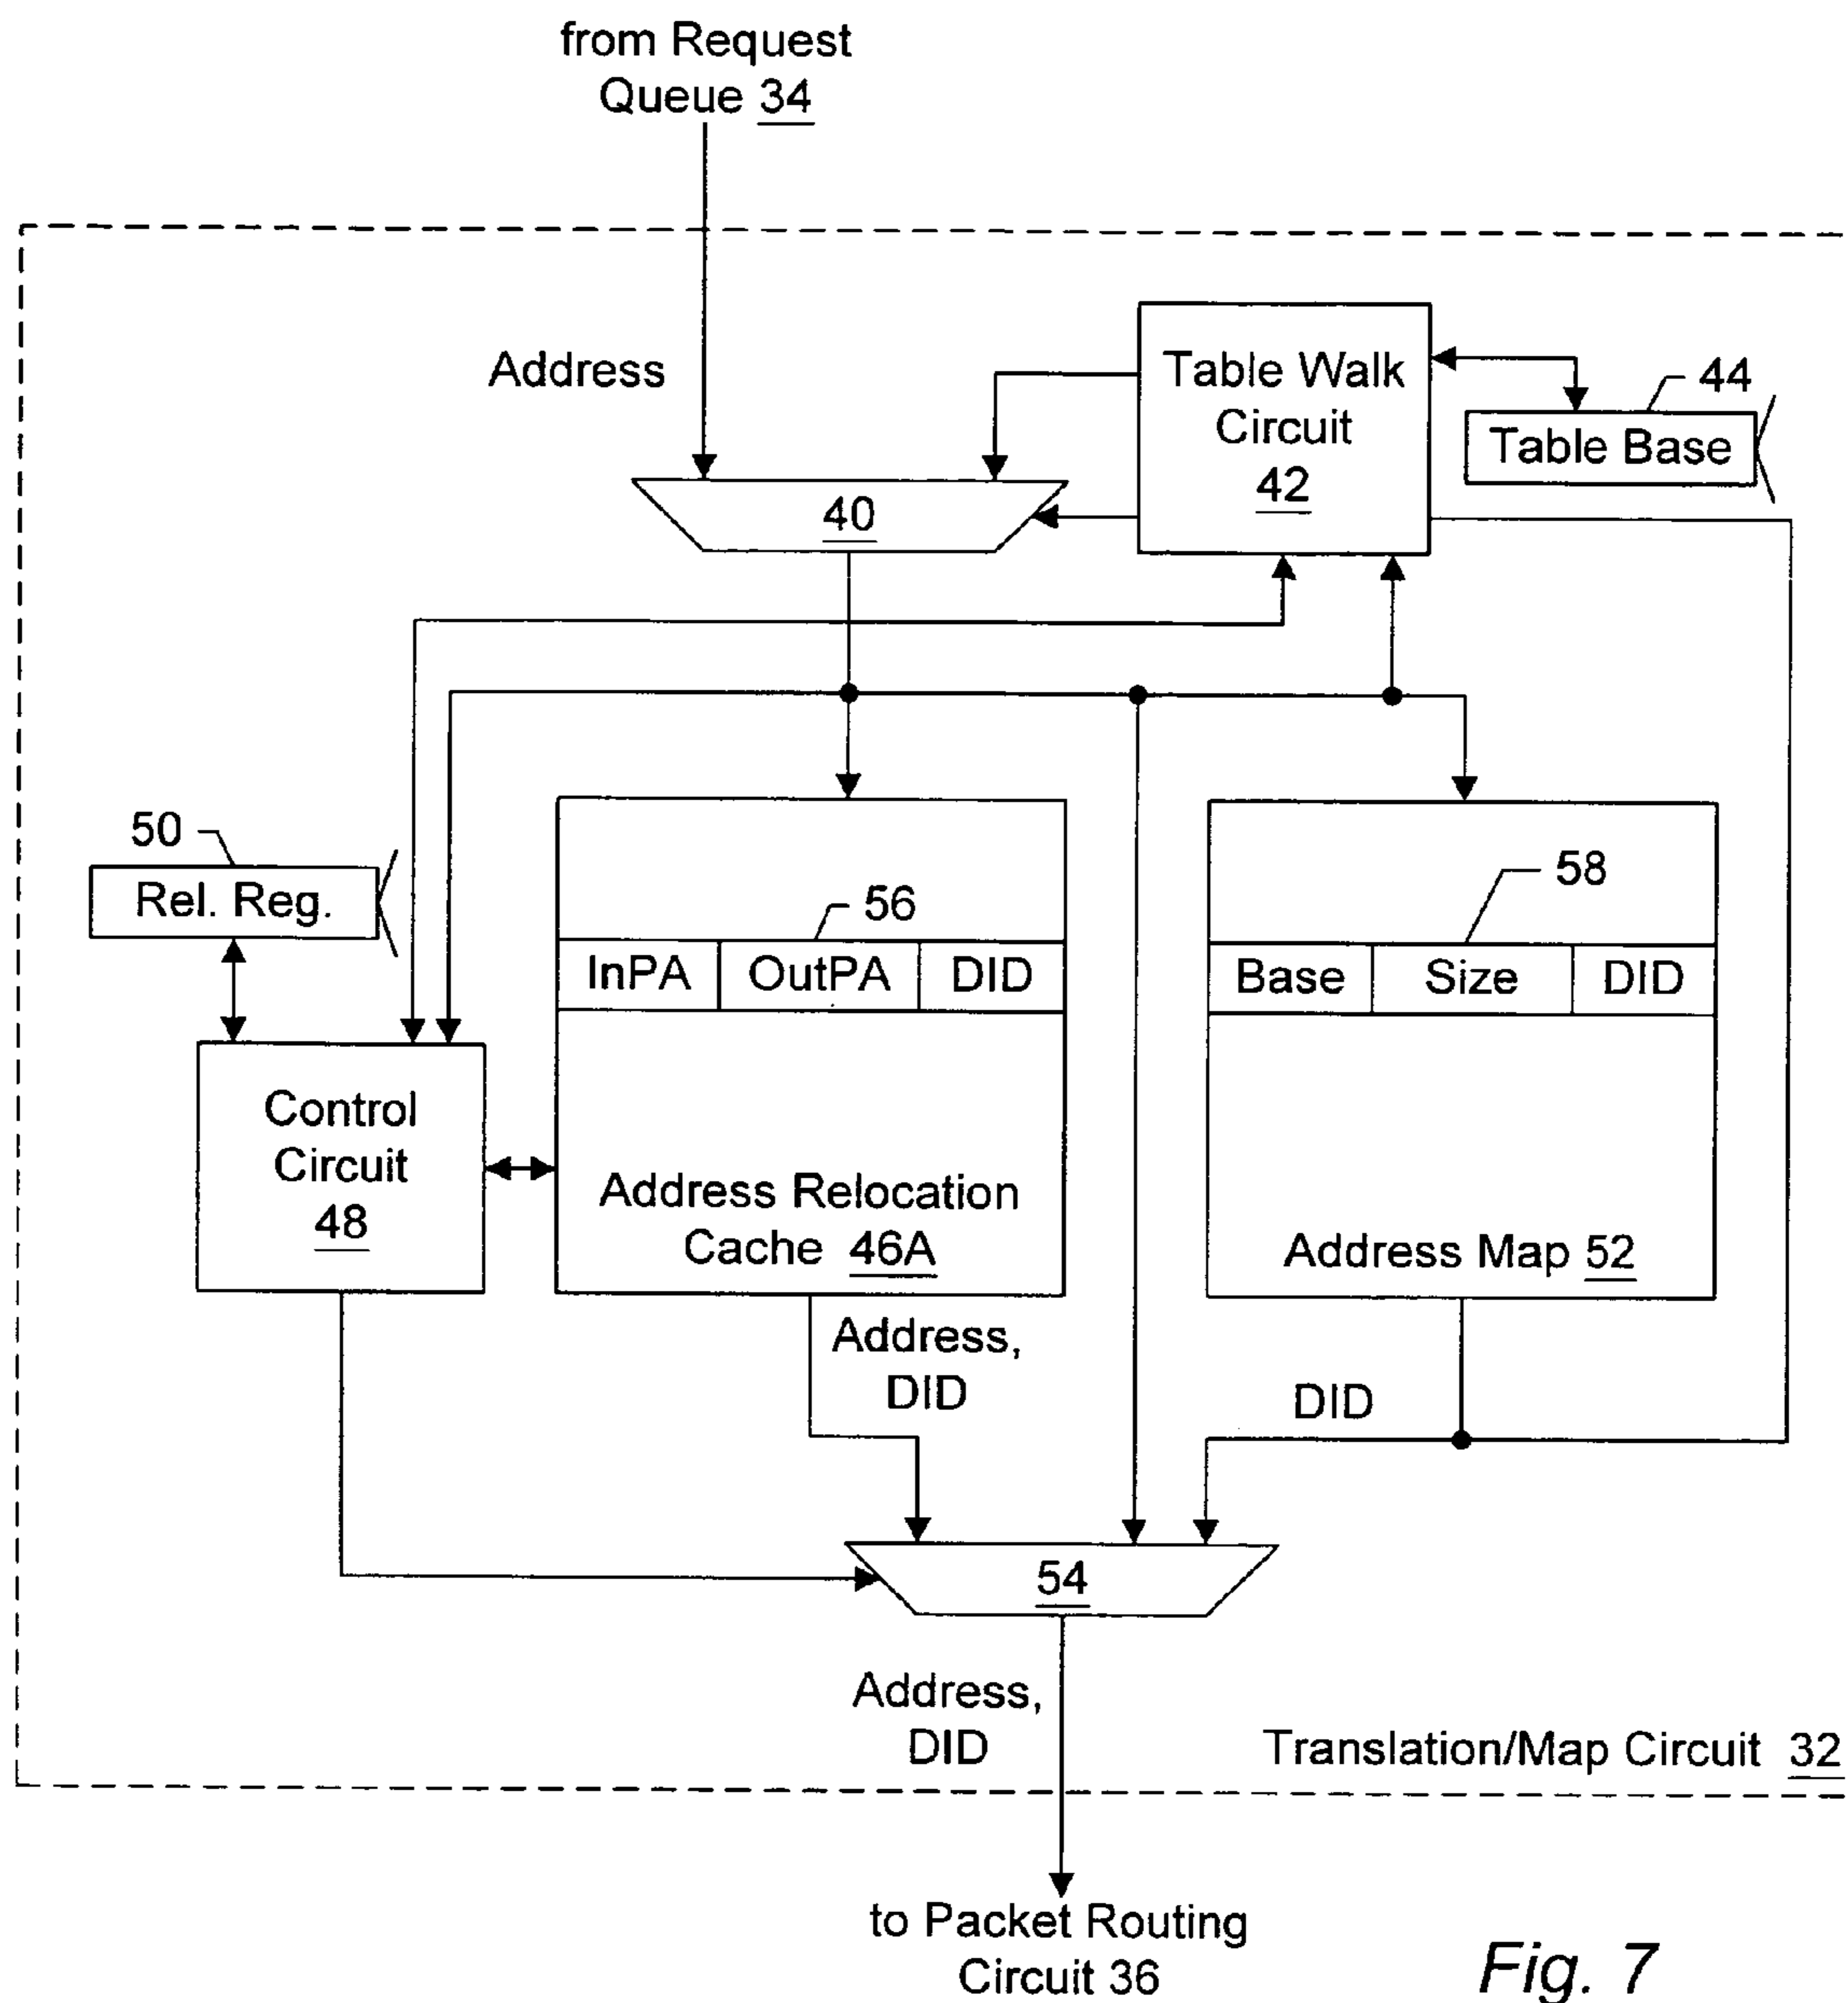 from Request
Queue 34
Address
Table Walk
Circuit
42
44
Table Base
40
50
Rel. Reg.
56
InPA OutPA DID
58
Base Size DID
Control
Circuit
48
Address Relocation
Cache 46A
Address Map 52
Address,
DID
DID
54
Address,
DID
Translation/Map Circuit 32
to Packet Routing
Circuit 36
Fig. 7